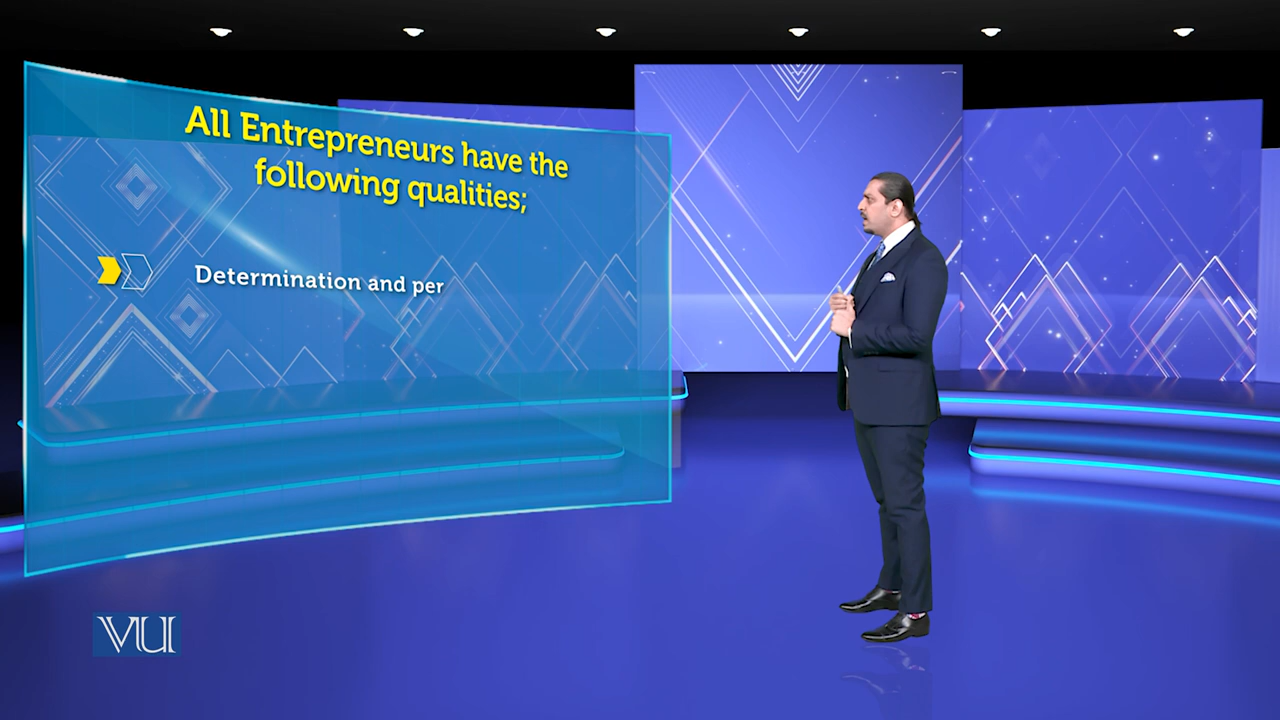 All Entrepreneurs have the
following qualities;
Determination and per
VU